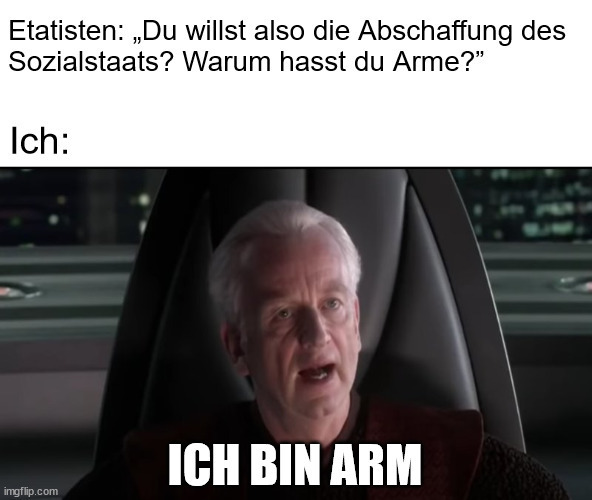 Etatisten: „Du willst also die Abschaffung des
Sozialstaats? Warum hasst du Arme?”
Ich:
ICH BIN ARM
imgflip.com